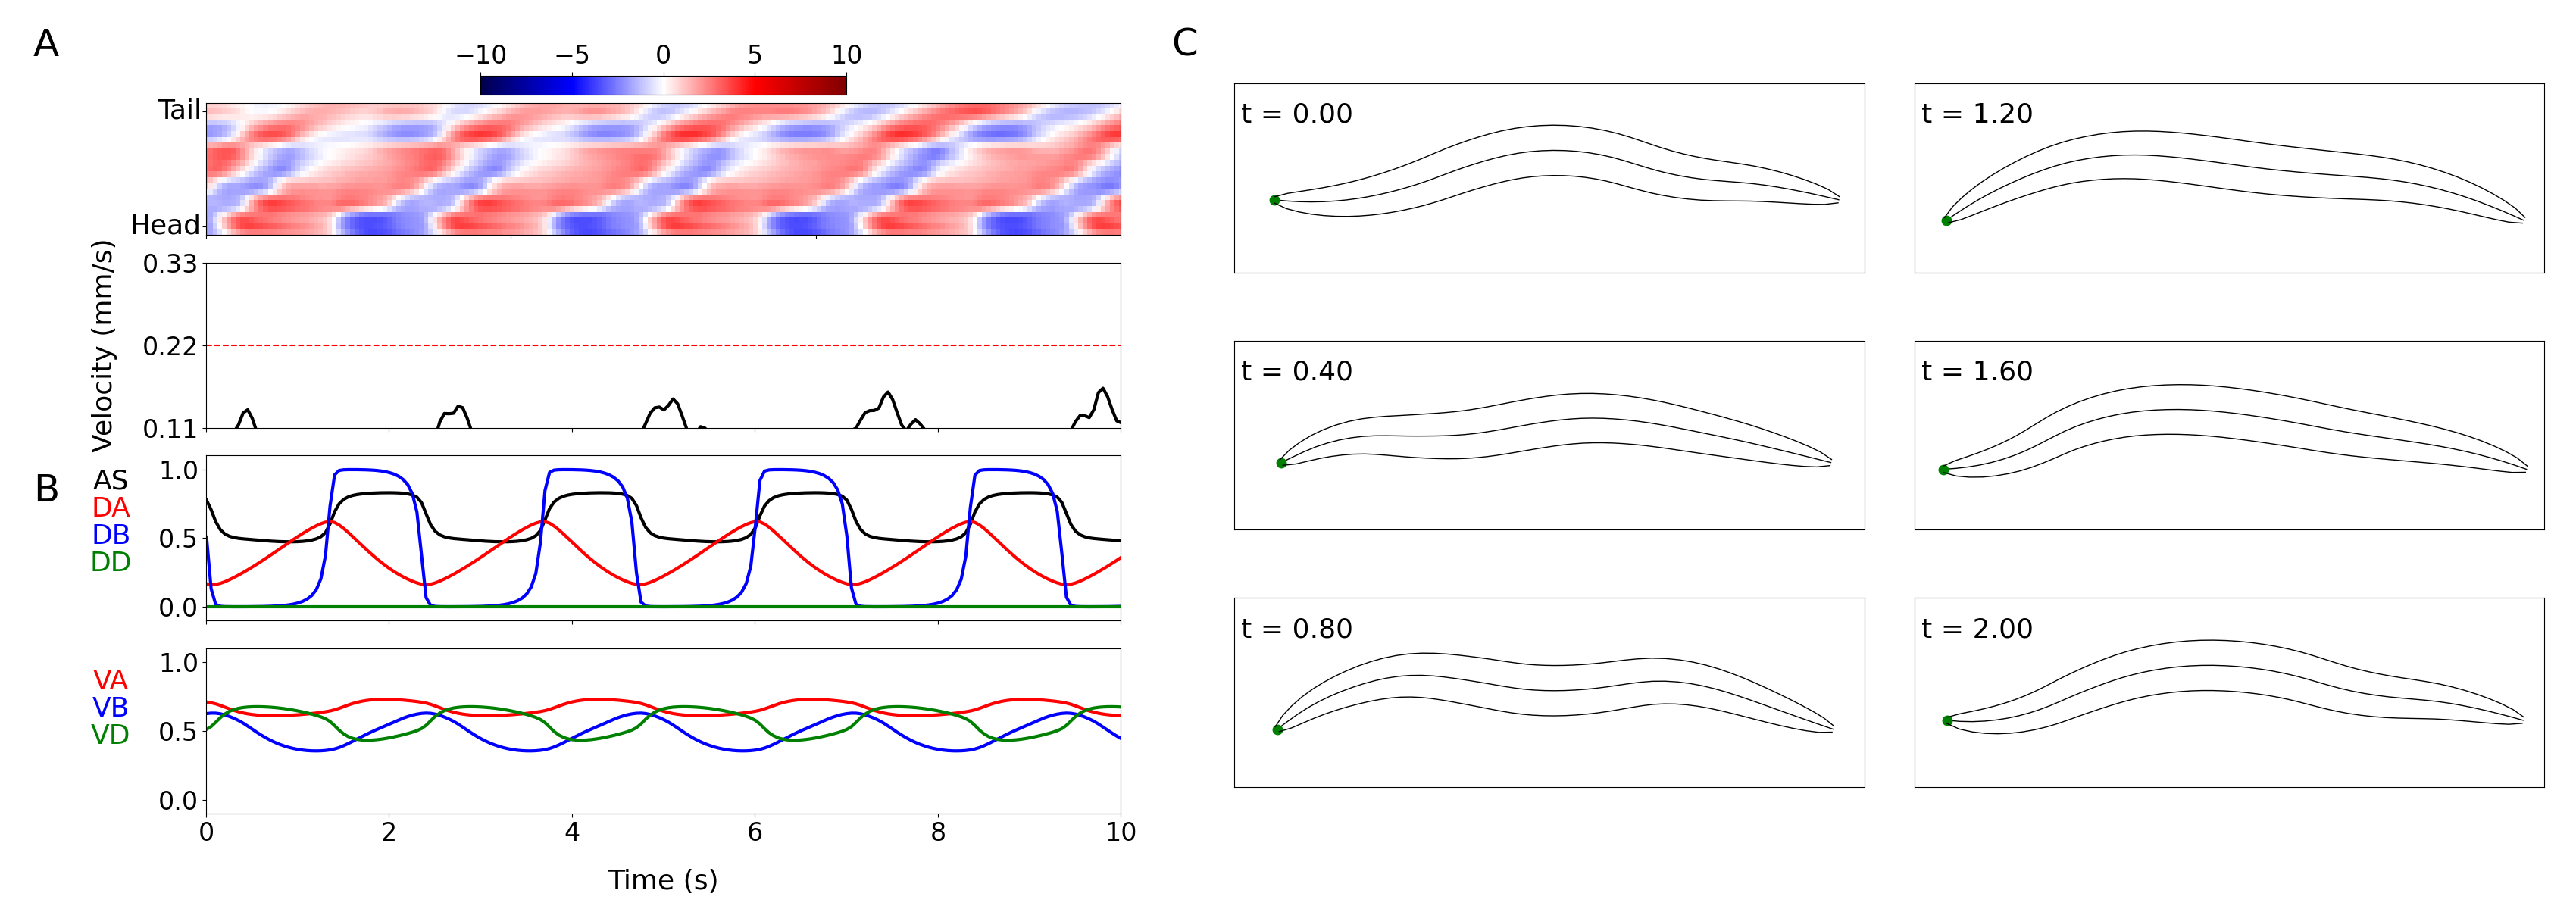 A
−10 −5 0 5 10
Tail
Head
Velocity (mm/s)
0.33
0.22
0.11
B
AS
DA
DB
DD
1.0
0.5
0.0
VA
VB
VD
1.0
0.5
0.0
0 2 4 6 8 10
Time (s)
C
t = 0.00
t = 1.20
t = 0.40
t = 1.60
t = 0.80
t = 2.00